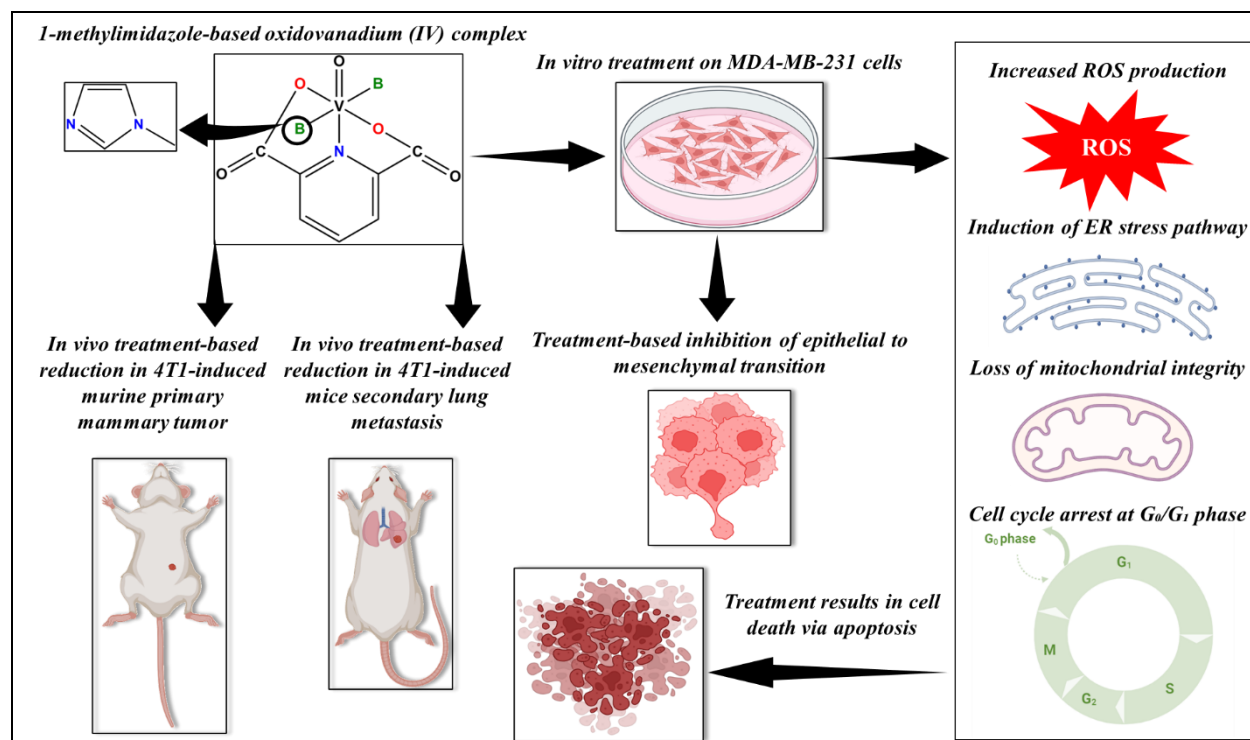 1-methylimidazole-based oxidovanadium (IV) complex
N
N
O
O
B
V
B
O
N
C
C
O
O
In vitro treatment on MDA-MB-231 cells
Increased ROS production
ROS
Induction of ER stress pathway
Loss of mitochondrial integrity
Cell cycle arrest at G₀/G₁ phase
G₀ phase
G₁
M
G₂
S
In vivo treatment-based
reduction in 4T1-induced
murine primary
mammary tumor
In vivo treatment-based
reduction in 4T1-induced
mice secondary lung
metastasis
Treatment-based inhibition of epithelial to
mesenchymal transition
Treatment results in cell
death via apoptosis